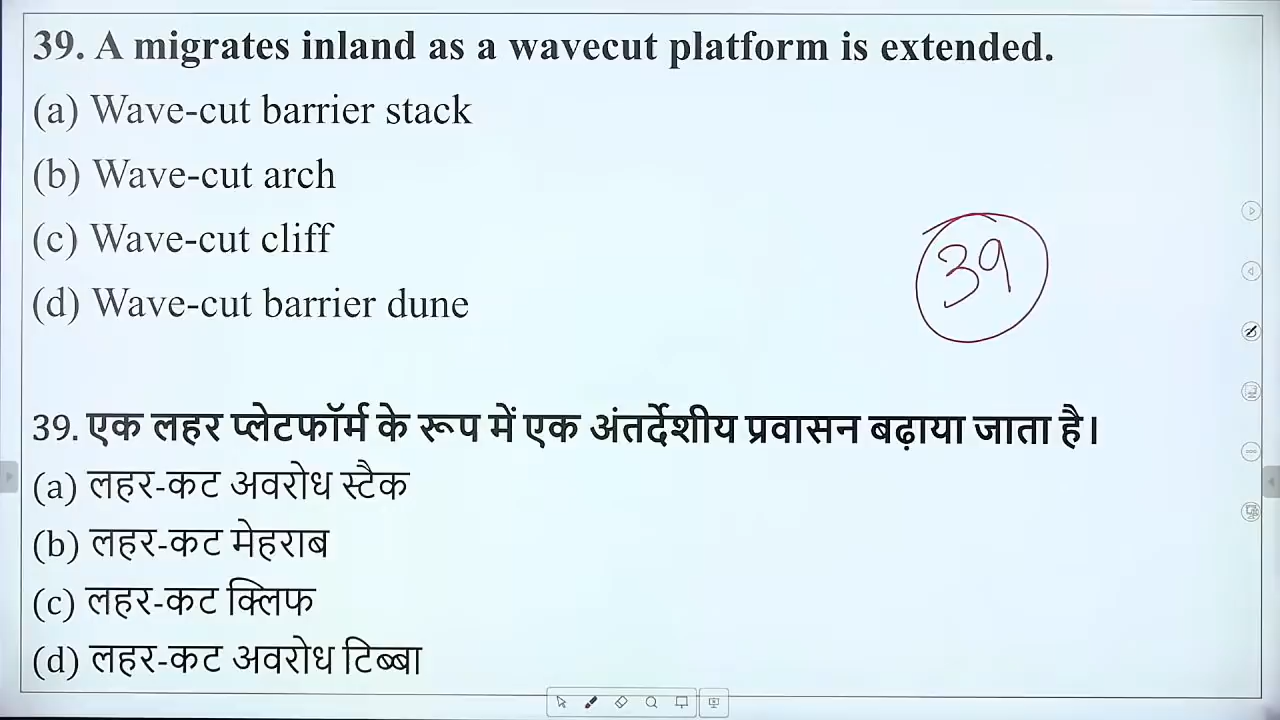 39. A migrates inland as a wavecut platform is extended.
(a) Wave-cut barrier stack
(b) Wave-cut arch
(c) Wave-cut cliff
(d) Wave-cut barrier dune
39
39. एक लहर प्लेटफॉर्म के रूप में एक अंतर्देशीय प्रवासन बढ़ाया जाता है।
(a) लहर-कट अवरोध स्टैक
(b) लहर-कट मेहराब
(c) लहर-कट क्लिफ
(d) लहर-कट अवरोध टिब्बा